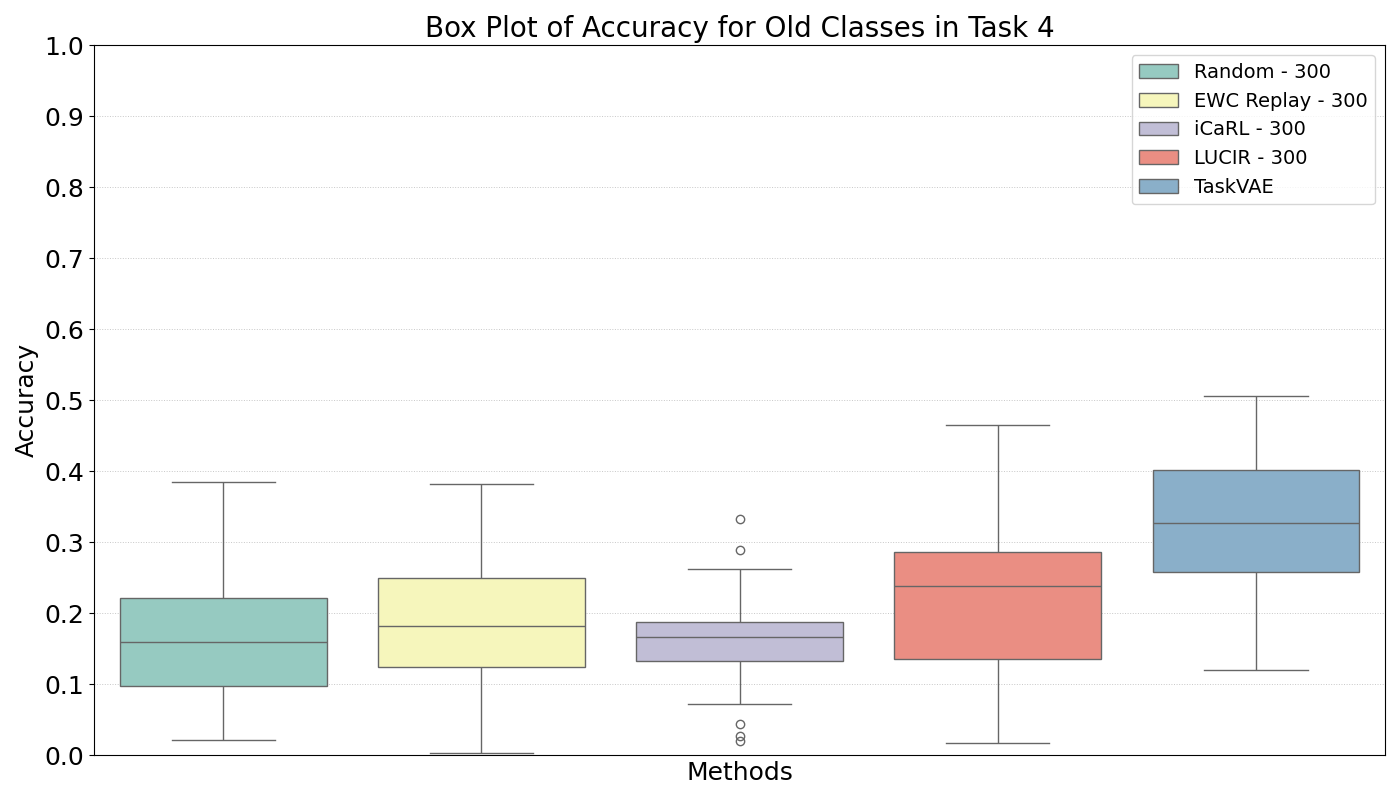 Box Plot of Accuracy for Old Classes in Task 4
1.0
0.9
0.8
0.7
0.6
0.5
0.4
0.3
0.2
0.1
0.0
Accuracy
Methods
Random - 300
EWC Replay - 300
iCaRL - 300
LUCIR - 300
TaskVAE